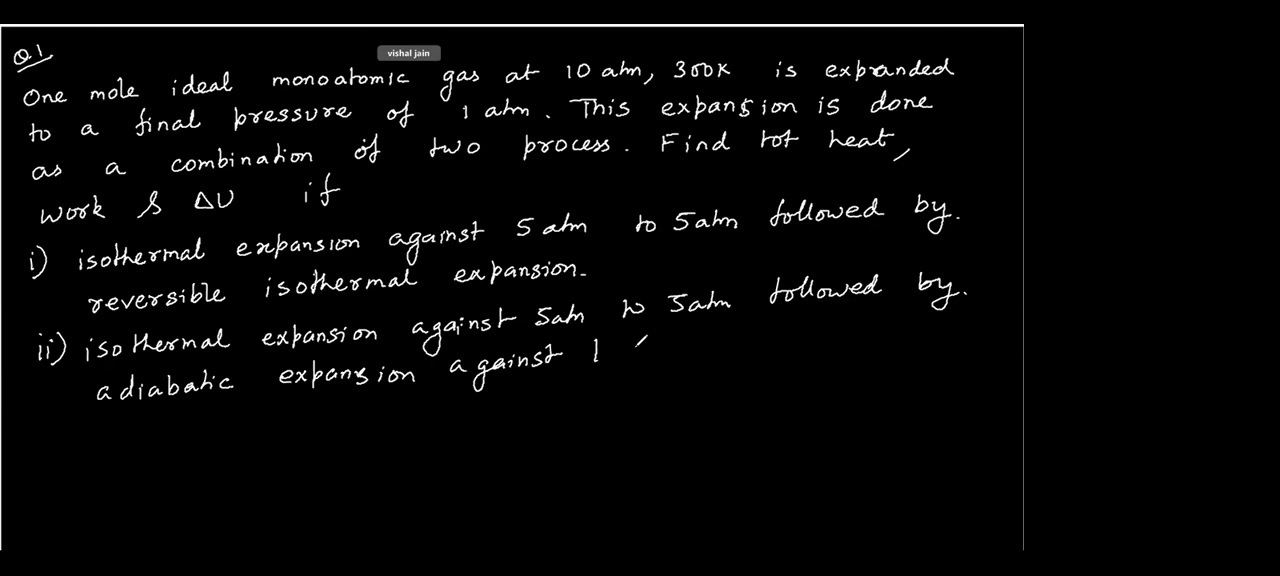 Q1
vishal jain
One mole ideal monoatomic gas at 10 atm, 300K is expanded
to a final pressure of 1 atm. This expansion is done
as a combination of two process. Find tot heat,
work & ΔU if
i) isothermal expansion against 5 atm to 5atm followed by.
reversible isothermal expansion.
ii) isothermal expansion against 5atm to 5atm followed by.
adiabatic expansion against 1